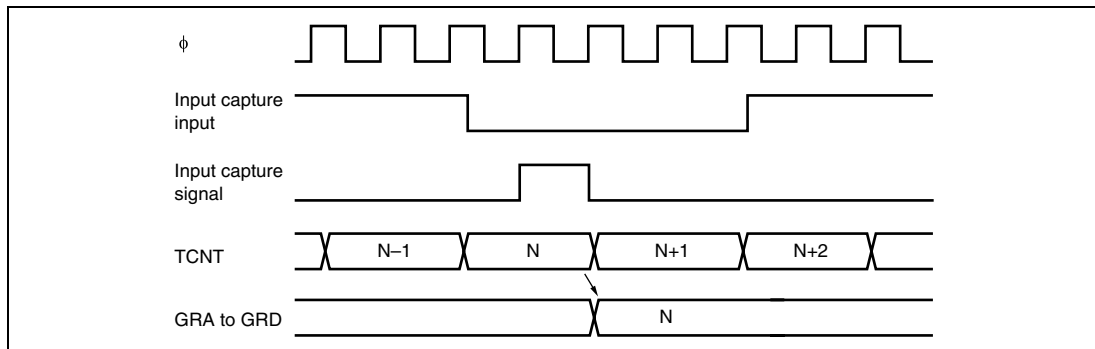 ϕ
Input capture
input
Input capture
signal
TCNT
N–1
N
N+1
N+2
GRA to GRD
N